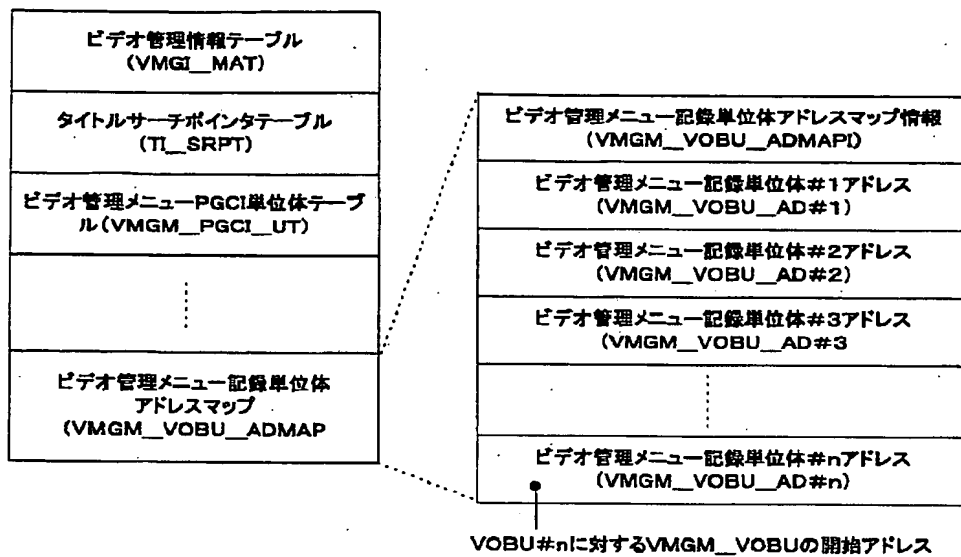 ビデオ管理情報テーブル
(VMGI__MAT)
タイトルサーチポインタテーブル
(TI__SRPT)
ビデオ管理メニューPGCI単位体テーブ
ル(VMGM__PGCI__UT)
ビデオ管理メニュー記録単位体
アドレスマップ
(VMGM__VOBU__ADMAP
ビデオ管理メニュー記録単位体アドレスマップ情報
(VMGM__VOBU__ADMAPI)
ビデオ管理メニュー記録単位体#1アドレス
(VMGM__VOBU__AD#1)
ビデオ管理メニュー記録単位体#2アドレス
(VMGM__VOBU__AD#2)
ビデオ管理メニュー記録単位体#3アドレス
(VMGM__VOBU__AD#3
ビデオ管理メニュー記録単位体#nアドレス
(VMGM__VOBU__AD#n)
VOBU#nに対するVMGM__VOBUの開始アドレス